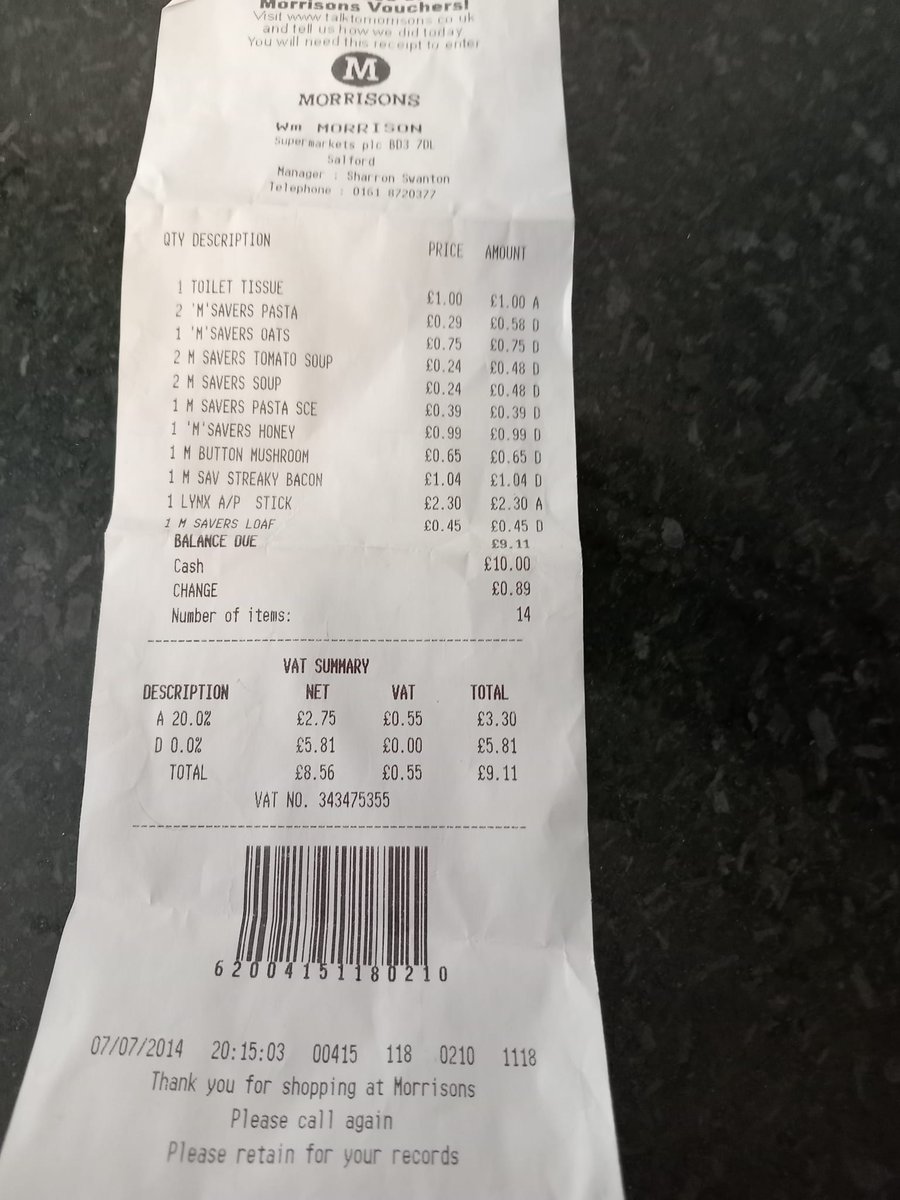 Morrisons Vouchers!
Visit www.talktomorrisons.co.uk
and tell us how we did today
You will need this receipt to enter
M
MORRISONS
Wm MORRISON
Supermarkets plc BD3 7DL
Salford
Manager : Sharron Swanton
Telephone : 0161 8720377
QTY DESCRIPTION PRICE AMOUNT
1 TOILET TISSUE £1.00 £1.00 A
2 'M'SAVERS PASTA £0.29 £0.58 D
1 'M'SAVERS OATS £0.75 £0.75 D
2 M SAVERS TOMATO SOUP £0.24 £0.48 D
2 M SAVERS SOUP £0.24 £0.48 D
1 M SAVERS PASTA SCE £0.39 £0.39 D
1 'M'SAVERS HONEY £0.99 £0.99 D
1 M BUTTON MUSHROOM £0.65 £0.65 D
1 M SAV STREAKY BACON £1.04 £1.04 D
1 LYNX A/P STICK £2.30 £2.30 A
1 M SAVERS LOAF £0.45 £0.45 D
BALANCE DUE £9.11
Cash £10.00
CHANGE £0.89
Number of items: 14
VAT SUMMARY
DESCRIPTION NET VAT TOTAL
A 20.0% £2.75 £0.55 £3.30
D 0.0% £5.81 £0.00 £5.81
TOTAL £8.56 £0.55 £9.11
VAT NO. 343475355
62004151180210
07/07/2014 20:15:03 00415 118 0210 1118
Thank you for shopping at Morrisons
Please call again
Please retain for your records